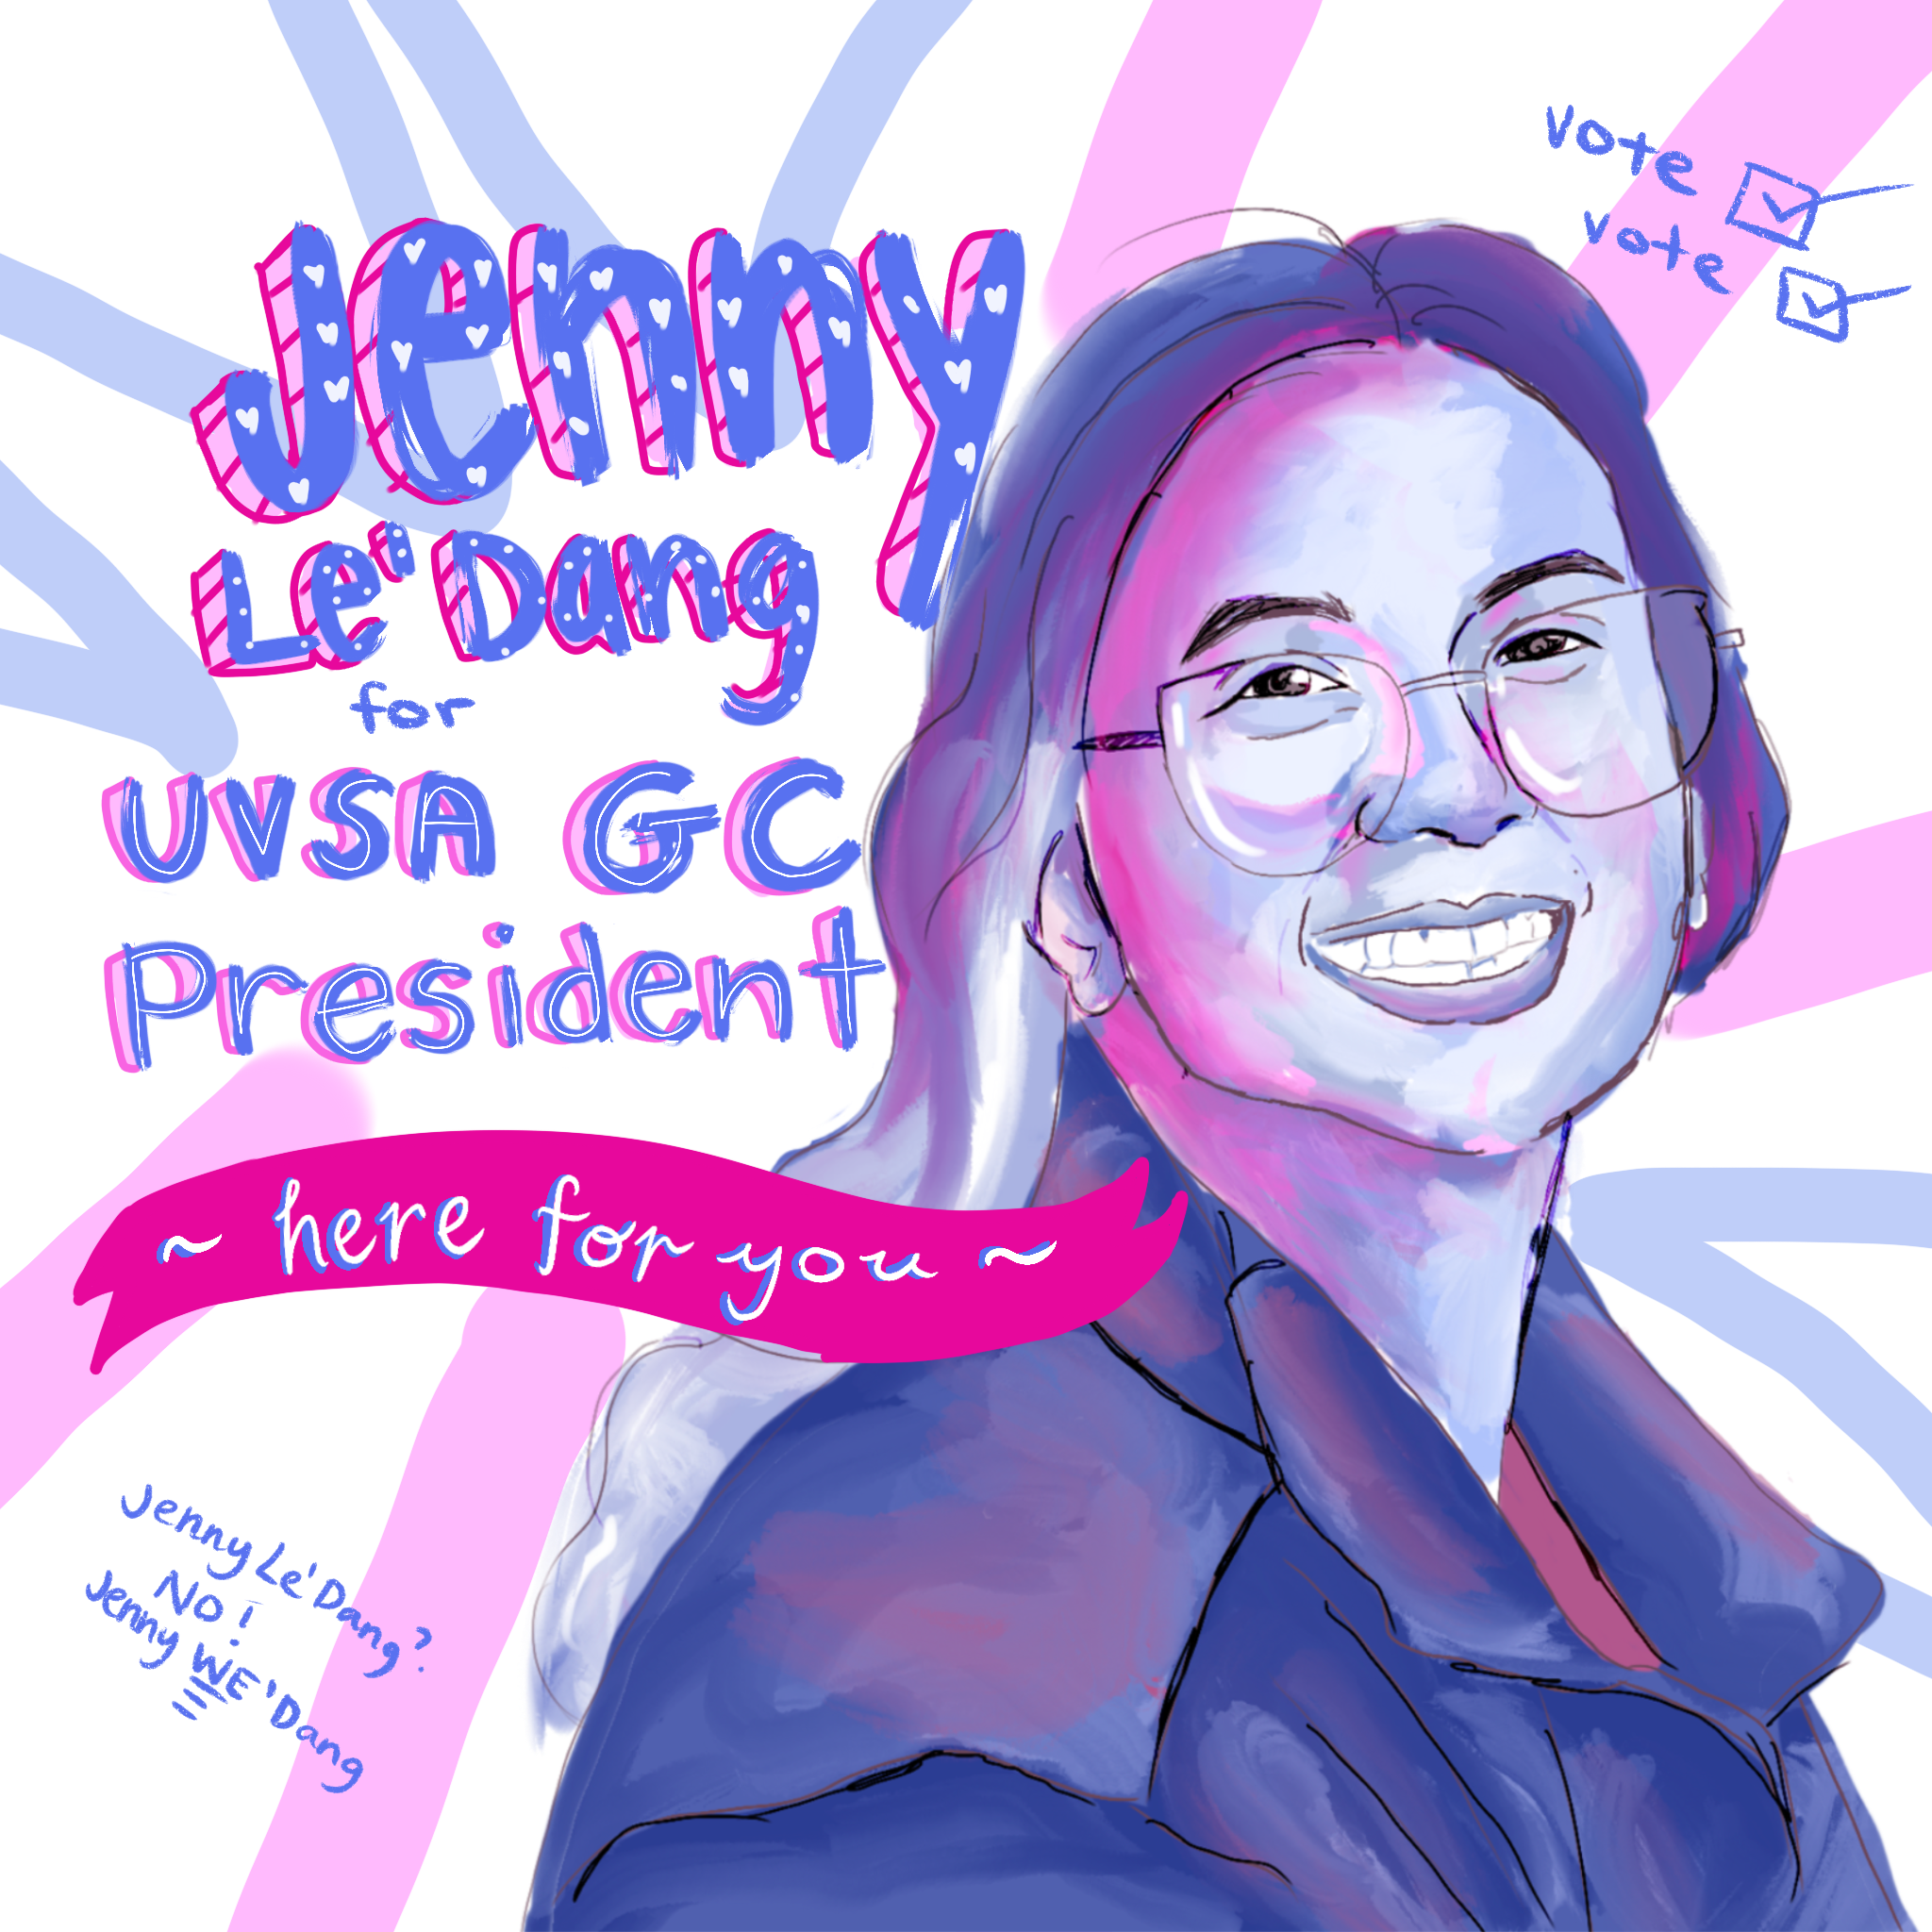 Jenny
Le' Dang
for
UVSA GC
President
~ here for you ~
vote
vote
Jenny Le'Dang?
NO!
Jenny WE'Dang